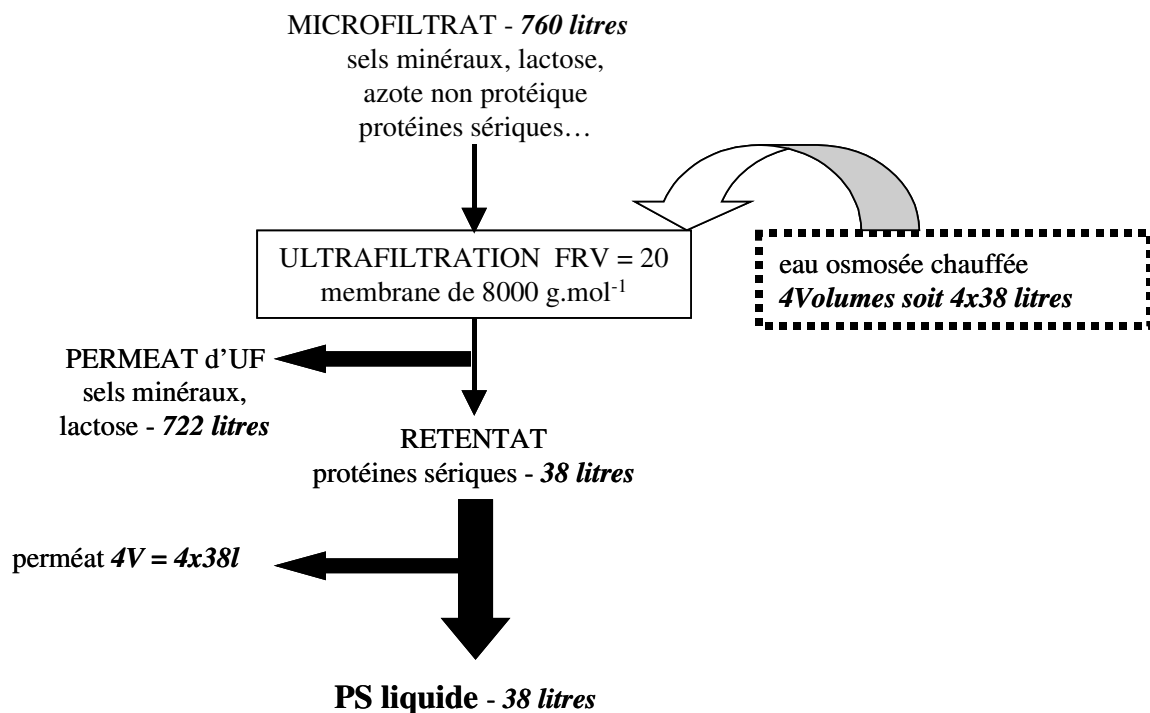 MICROFILTRAT - 760 litres
sels minéraux, lactose,
azote non protéique
protéines sériques…
ULTRAFILTRATION FRV = 20
membrane de 8000 g.mol⁻¹
eau osmosée chauffée
4Volumes soit 4x38 litres
PERMEAT d'UF
sels minéraux,
lactose - 722 litres
RETENTAT
protéines sériques - 38 litres
perméat 4V = 4x38l
PS liquide - 38 litres